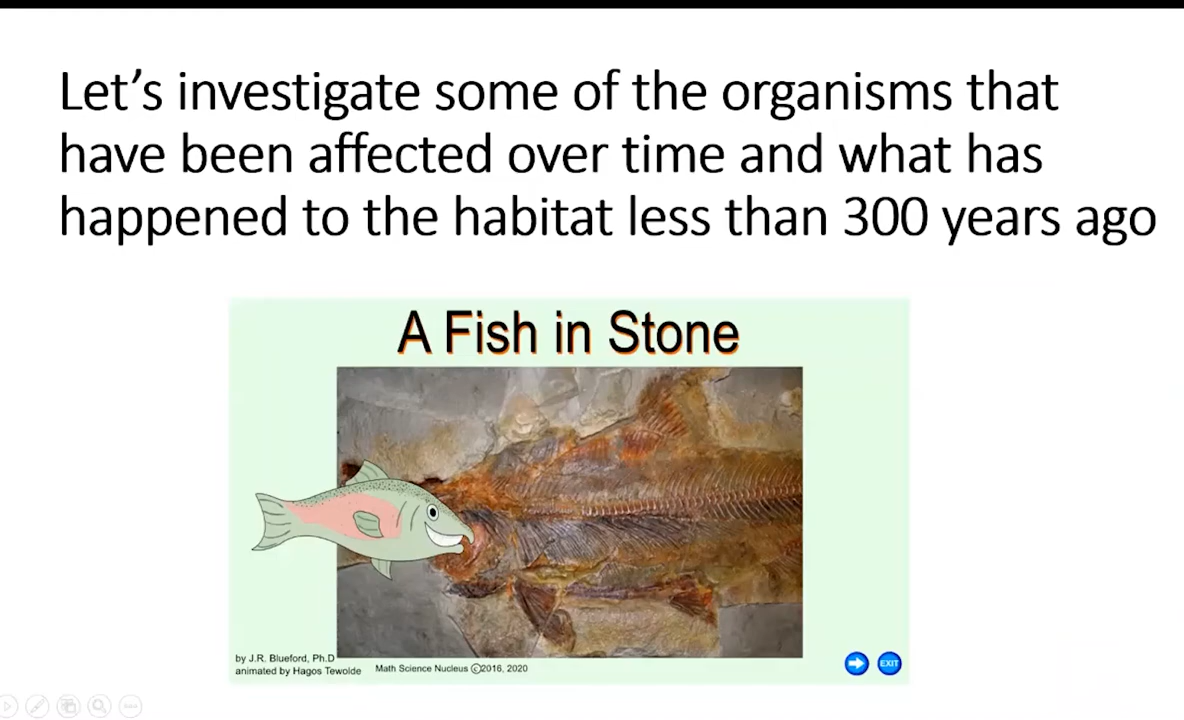 Let’s investigate some of the organisms that
have been affected over time and what has
happened to the habitat less than 300 years ago
A Fish in Stone
by J.R. Blueford, Ph.D
animated by Hagos Tewolde
Math Science Nucleus ©2016, 2020
EXIT